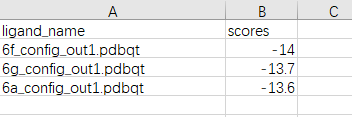 A B C
ligand_name scores
6f_config_out1.pdbqt -14
6g_config_out1.pdbqt -13.7
6a_config_out1.pdbqt -13.6